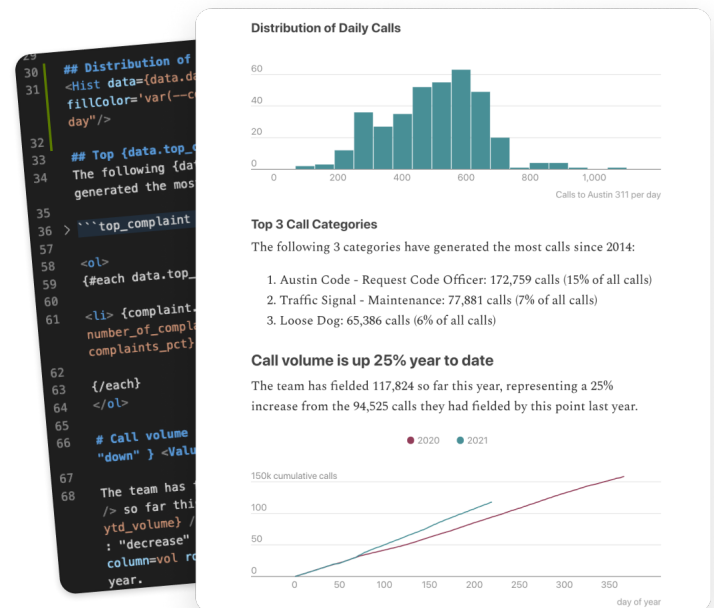 29
30 ## Distribution of
31 <Hist data={data.da
fillColor='var(--co
day"/>
32
33 ## Top {data.top_c
34 The following {dat
generated the mos
35
36 > ```top_complaint
57
58 <ol>
59 {#each data.top_
60
61 <li> {complaint.
number_of_compla
complaints_pct}
62
63 {/each}
64 </ol>
65
66 # Call volume
"down" } <Valu
67
68 The team has f
/> so far thi
ytd_volume} /
: "decrease"
column=vol ro
year.
Distribution of Daily Calls
60
40
20
0
0 200 400 600 800 1,000
Calls to Austin 311 per day
Top 3 Call Categories
The following 3 categories have generated the most calls since 2014:
1. Austin Code - Request Code Officer: 172,759 calls (15% of all calls)
2. Traffic Signal - Maintenance: 77,881 calls (7% of all calls)
3. Loose Dog: 65,386 calls (6% of all calls)
Call volume is up 25% year to date
The team has fielded 117,824 so far this year, representing a 25%
increase from the 94,525 calls they had fielded by this point last year.
2020 2021
150k cumulative calls
100
50
0
0 50 100 150 200 250 300 350
day of year